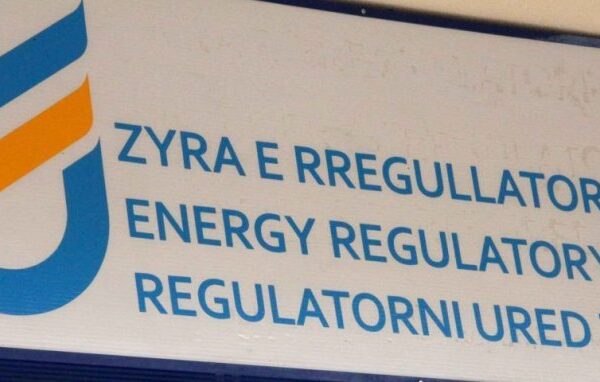 ZYRA E RREGULLATOR
ENERGY REGULATORY
REGULATORNI URED